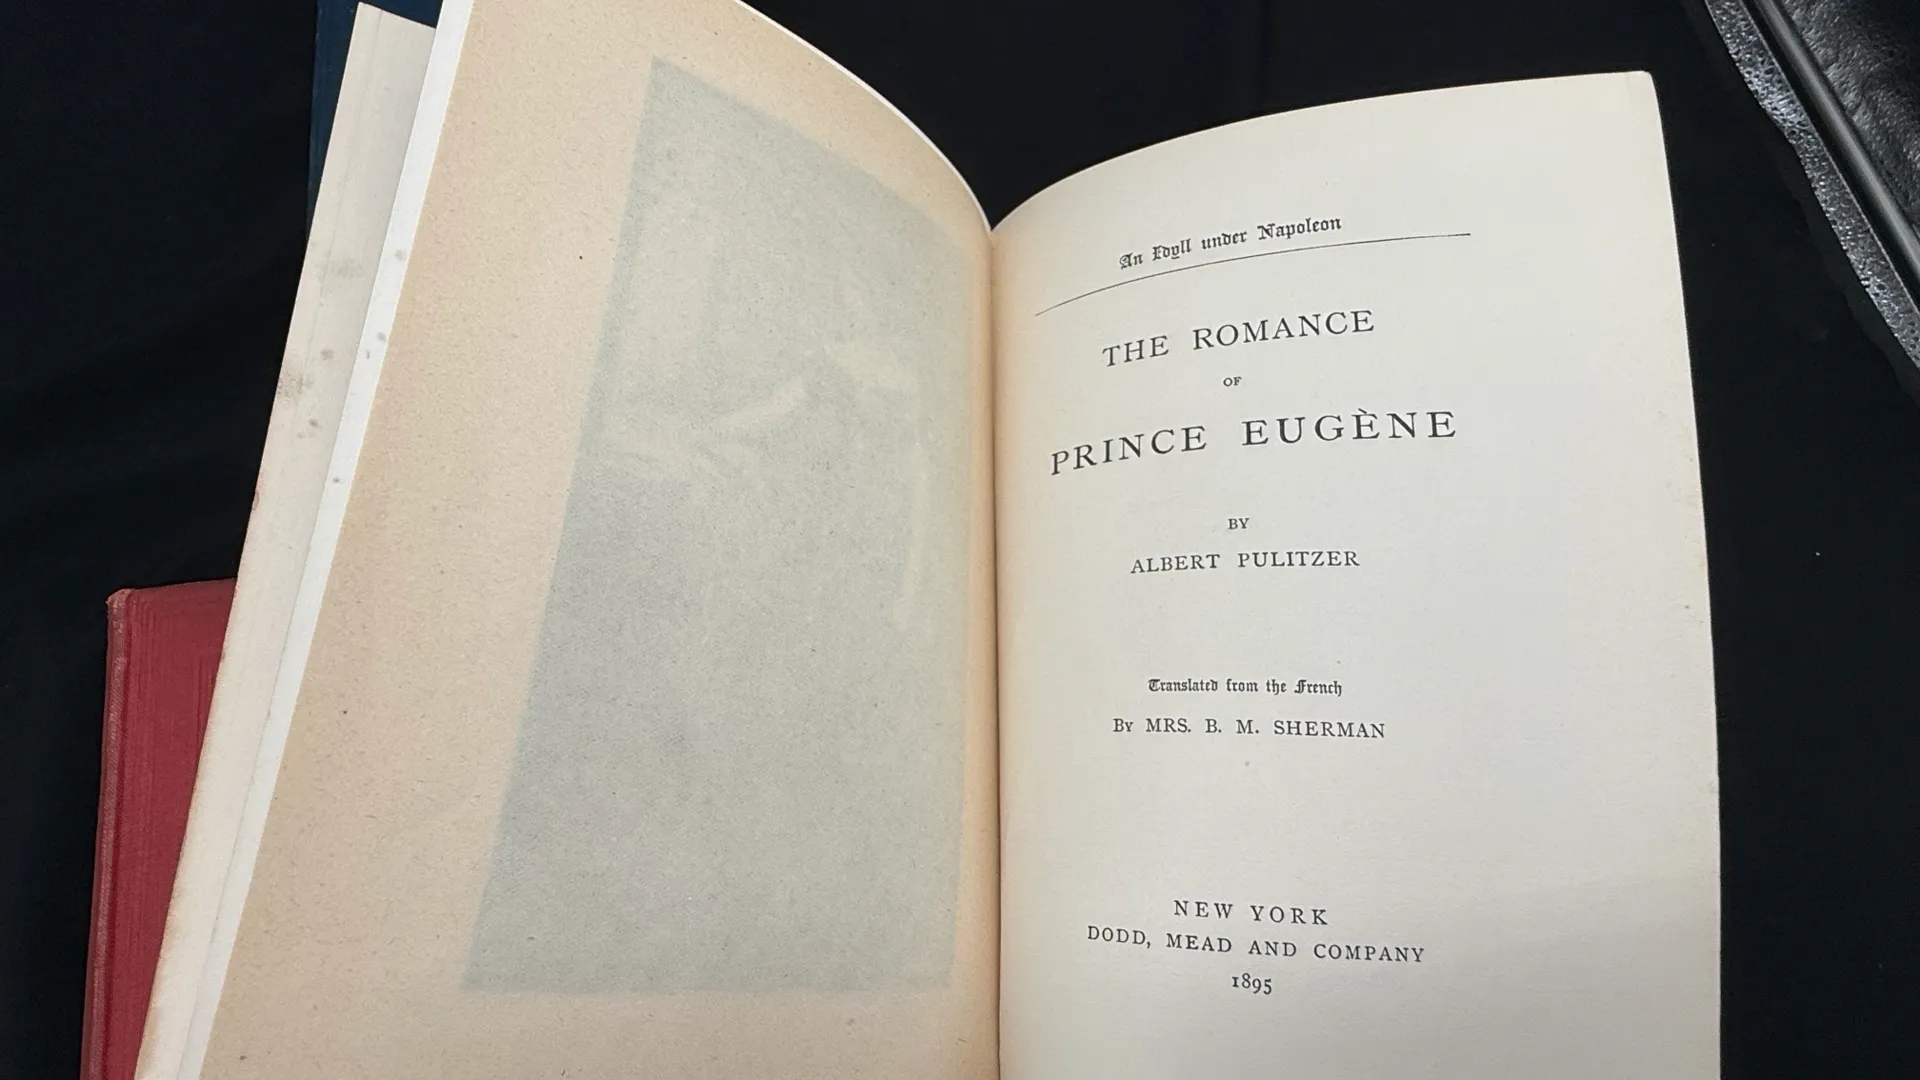 An Idyll under Napoleon
THE ROMANCE
OF
PRINCE EUGÈNE
BY
ALBERT PULITZER
Translated from the French
By MRS. B. M. SHERMAN
NEW YORK
DODD, MEAD AND COMPANY
1895